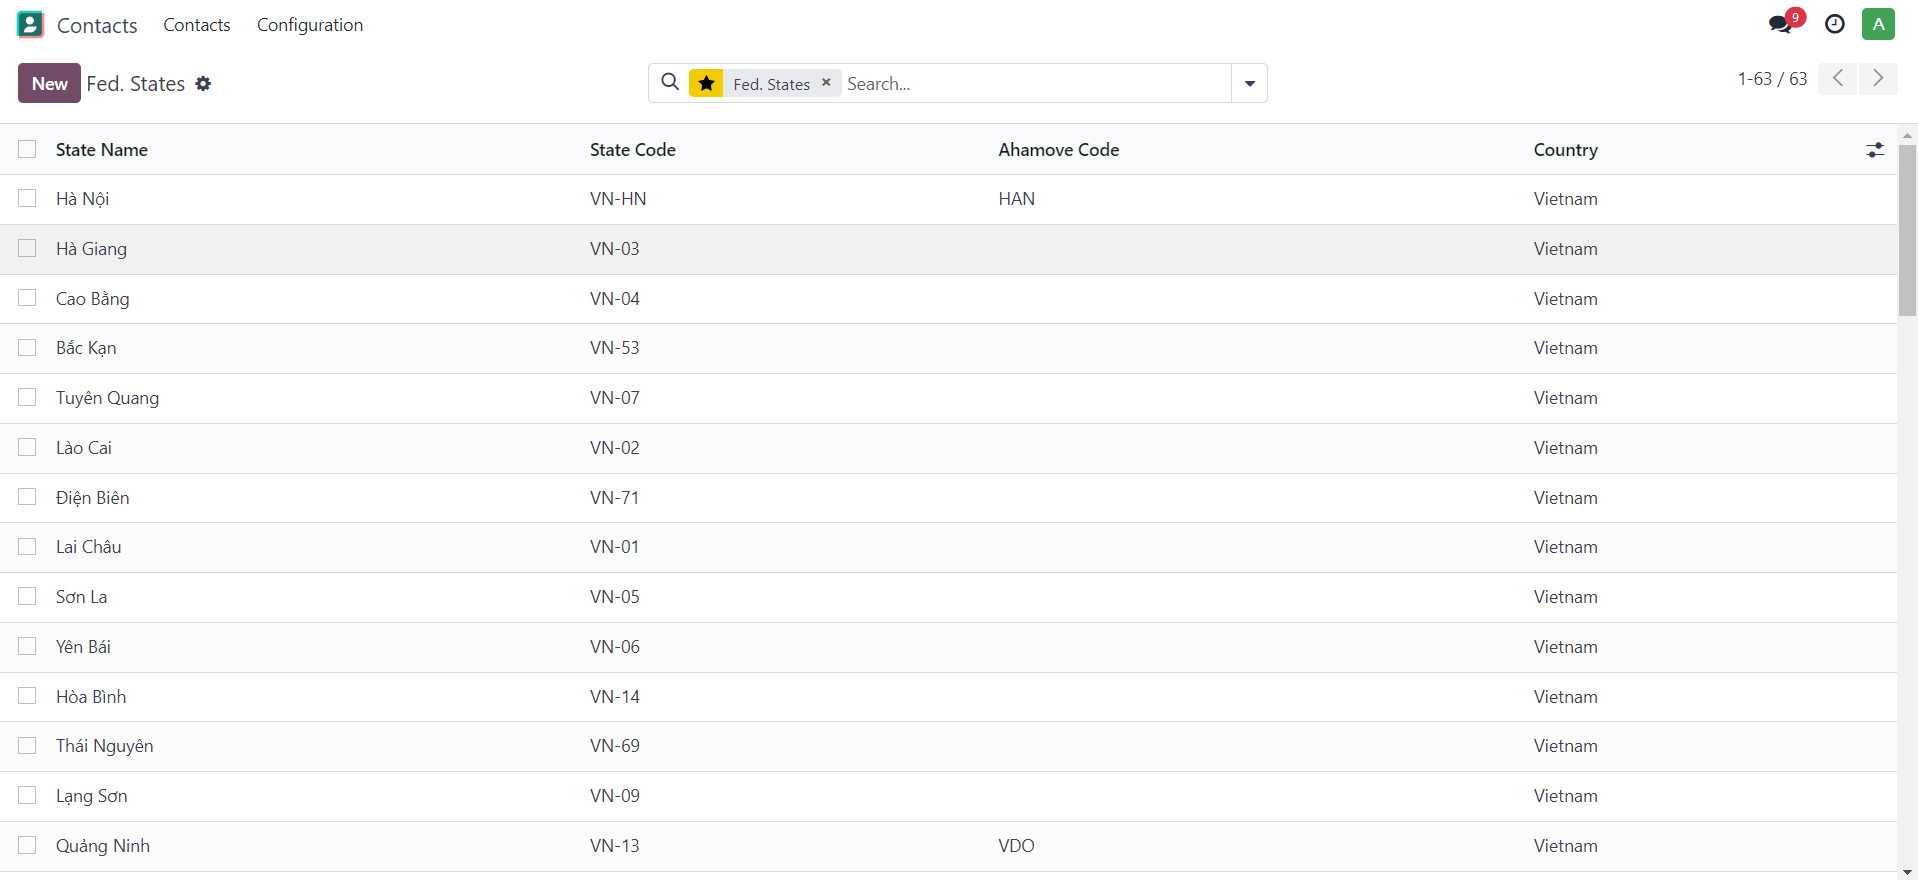 Contacts Contacts Configuration 9 A
New Fed. States Fed. States × Search... 1-63 / 63
State Name State Code Ahamove Code Country
Hà Nội VN-HN HAN Vietnam
Hà Giang VN-03 Vietnam
Cao Bằng VN-04 Vietnam
Bắc Kạn VN-53 Vietnam
Tuyên Quang VN-07 Vietnam
Lào Cai VN-02 Vietnam
Điện Biên VN-71 Vietnam
Lai Châu VN-01 Vietnam
Sơn La VN-05 Vietnam
Yên Bái VN-06 Vietnam
Hòa Bình VN-14 Vietnam
Thái Nguyên VN-69 Vietnam
Lạng Sơn VN-09 Vietnam
Quảng Ninh VN-13 VDO Vietnam